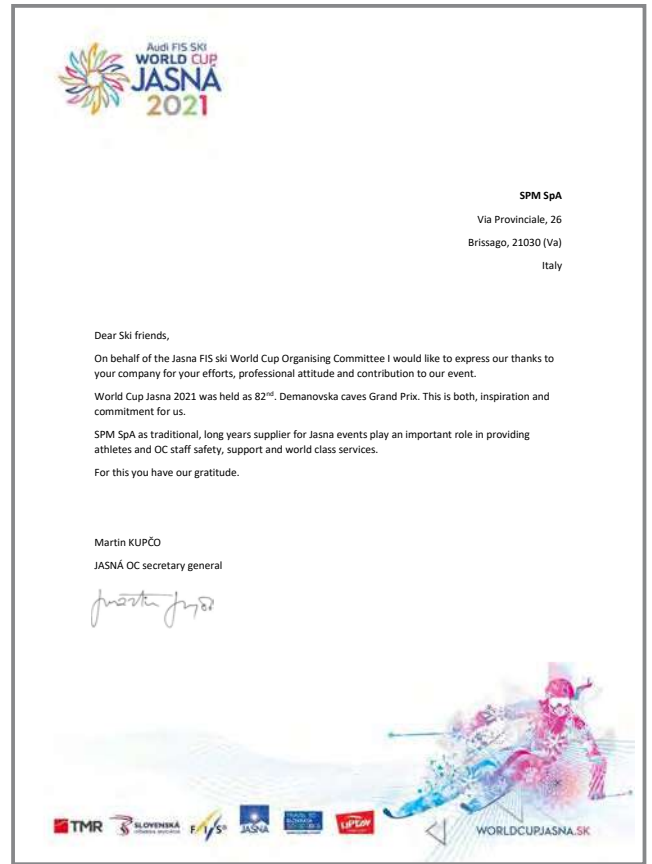 Audi FIS SKI
WORLD CUP
JASNÁ
2021
SPM SpA
Via Provinciale, 26
Brissago, 21030 (Va)
Italy
Dear Ski friends,
On behalf of the Jasna FIS ski World Cup Organising Committee I would like to express our thanks to
your company for your efforts, professional attitude and contribution to our event.
World Cup Jasna 2021 was held as 82nd. Demanovska caves Grand Prix. This is both, inspiration and
commitment for us.
SPM SpA as traditional, long years supplier for Jasna events play an important role in providing
athletes and OC staff safety, support and world class services.
For this you have our gratitude.
Martin KUPČO
JASNÁ OC secretary general
TMR SLOVENSKÁ F/I/S JASNÁ LIPTOV WORLDCUPJASNA.SK